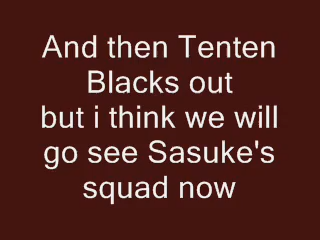 And then Tenten
Blacks out
but i think we will
go see Sasuke's
squad now